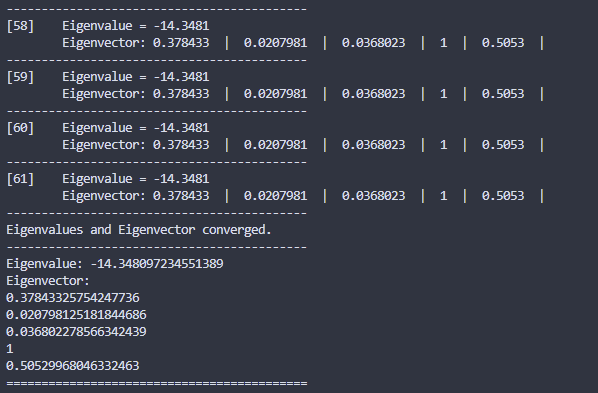 -------------------------------------------
[58]    Eigenvalue = -14.3481
        Eigenvector: 0.378433  |  0.0207981  |  0.0368023  |  1  |  0.5053  |
-------------------------------------------
[59]    Eigenvalue = -14.3481
        Eigenvector: 0.378433  |  0.0207981  |  0.0368023  |  1  |  0.5053  |
-------------------------------------------
[60]    Eigenvalue = -14.3481
        Eigenvector: 0.378433  |  0.0207981  |  0.0368023  |  1  |  0.5053  |
-------------------------------------------
[61]    Eigenvalue = -14.3481
        Eigenvector: 0.378433  |  0.0207981  |  0.0368023  |  1  |  0.5053  |
-------------------------------------------
Eigenvalues and Eigenvector converged.
-------------------------------------------
Eigenvalue: -14.348097234551389
Eigenvector:
0.37843325754247736
0.020798125181844686
0.036802278566342439
1
0.50529968046332463
===========================================